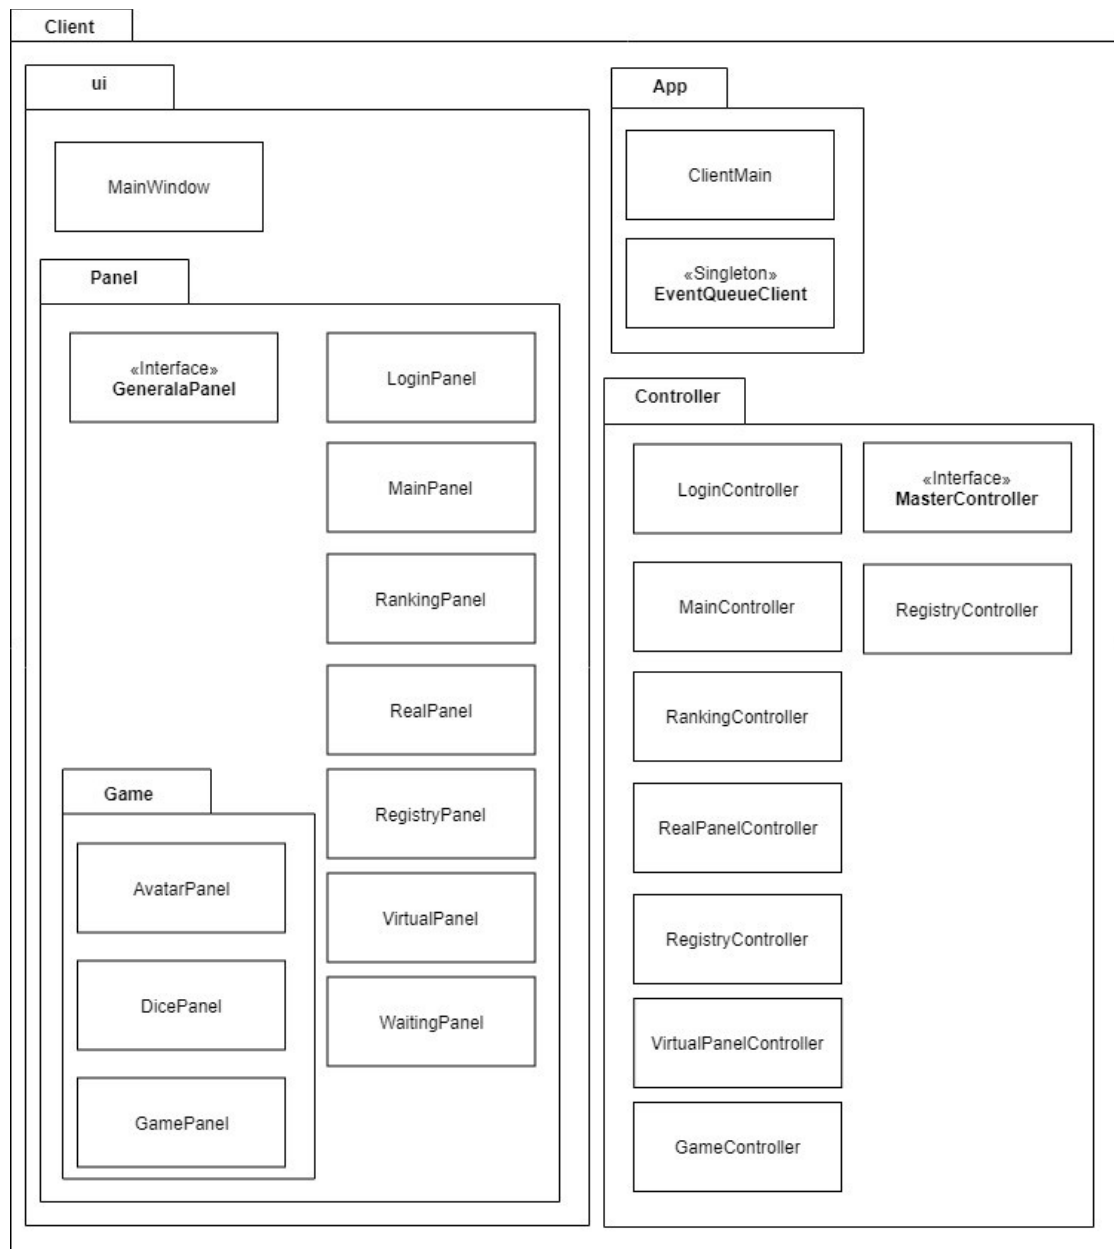 Client
ui
MainWindow
Panel
«Interface»
GeneralaPanel
LoginPanel
MainPanel
RankingPanel
RealPanel
RegistryPanel
VirtualPanel
WaitingPanel
Game
AvatarPanel
DicePanel
GamePanel
App
ClientMain
«Singleton»
EventQueueClient
Controller
LoginController
MainController
RankingController
RealPanelController
RegistryController
VirtualPanelController
GameController
«Interface»
MasterController
RegistryController